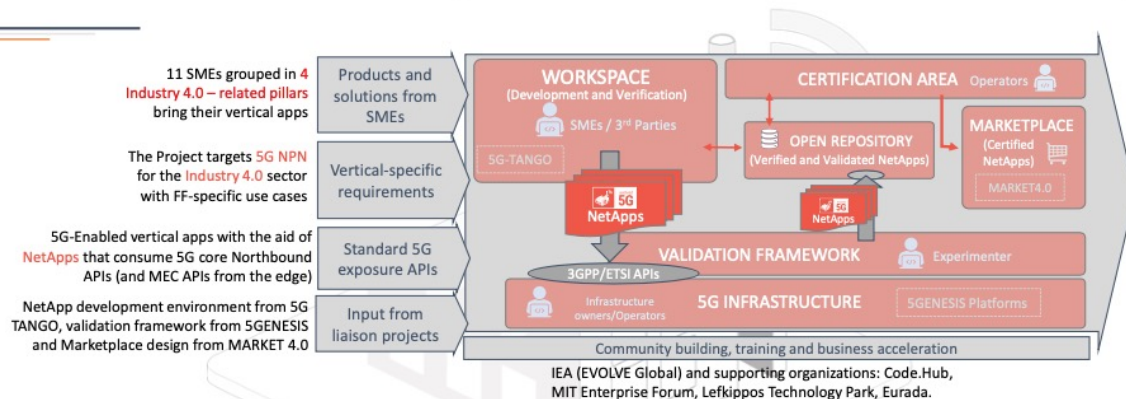 11 SMEs grouped in 4
Industry 4.0 – related pillars
bring their vertical apps
Products and
solutions from
SMEs
The Project targets 5G NPN
for the Industry 4.0 sector
with FF-specific use cases
Vertical-specific
requirements
5G-Enabled vertical apps with the aid of
NetApps that consume 5G core Northbound
APIs (and MEC APIs from the edge)
Standard 5G
exposure APIs
NetApp development environment from 5G
TANGO, validation framework from 5GENESIS
and Marketplace design from MARKET 4.0
Input from
liaison projects
WORKSPACE
(Development and Verification)
SMEs / 3rd Parties
5G-TANGO
CERTIFICATION AREA
Operators
OPEN REPOSITORY
(Verified and Validated NetApps)
MARKETPLACE
(Certified
NetApps)
MARKET4.0
5G
NetApps
5G
NetApps
VALIDATION FRAMEWORK
Experimenter
3GPP/ETSI APIs
Infrastructure
owners/Operators
5G INFRASTRUCTURE
5GENESIS Platforms
Community building, training and business acceleration
IEA (EVOLVE Global) and supporting organizations: Code.Hub,
MIT Enterprise Forum, Lefkippos Technology Park, Eurada.